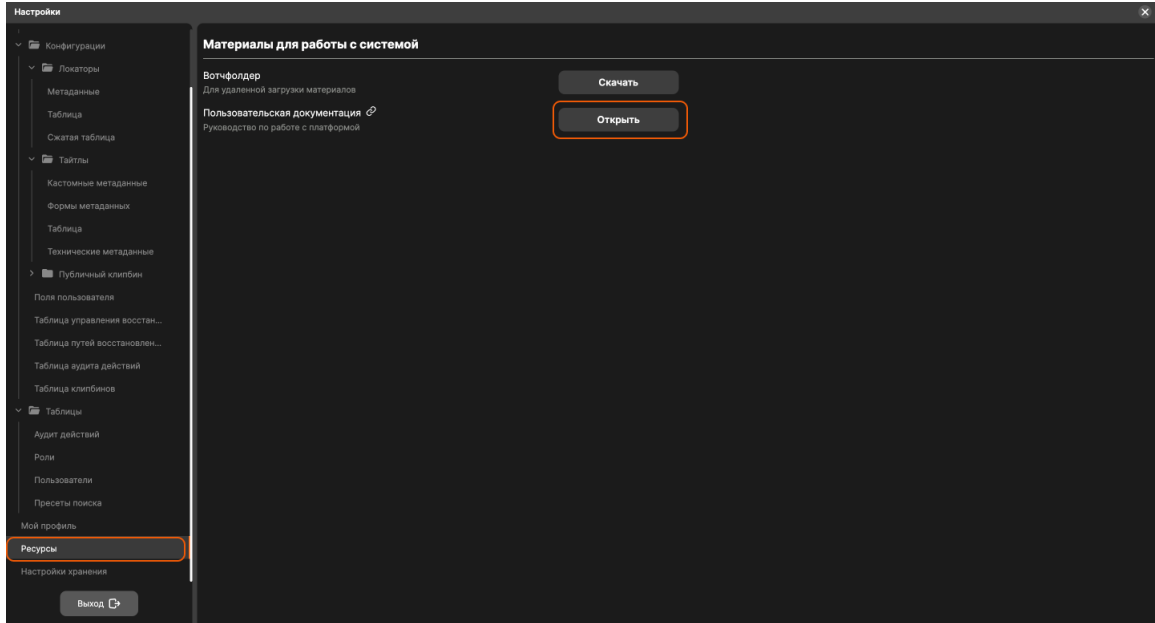 Настройки
Конфигурации
Локаторы
Метаданные
Таблица
Сжатая таблица
Тайтлы
Кастомные метаданные
Формы метаданных
Таблица
Технические метаданные
Публичный клипбин
Поля пользователя
Таблица управления восстан...
Таблица путей восстановлен...
Таблица аудита действий
Таблица клипбинов
Таблицы
Аудит действий
Роли
Пользователи
Пресеты поиска
Мой профиль
Ресурсы
Настройки хранения
Выход
Материалы для работы с системой
Вотчфолдер
Для удаленной загрузки материалов
Скачать
Пользовательская документация
Руководство по работе с платформой
Открыть